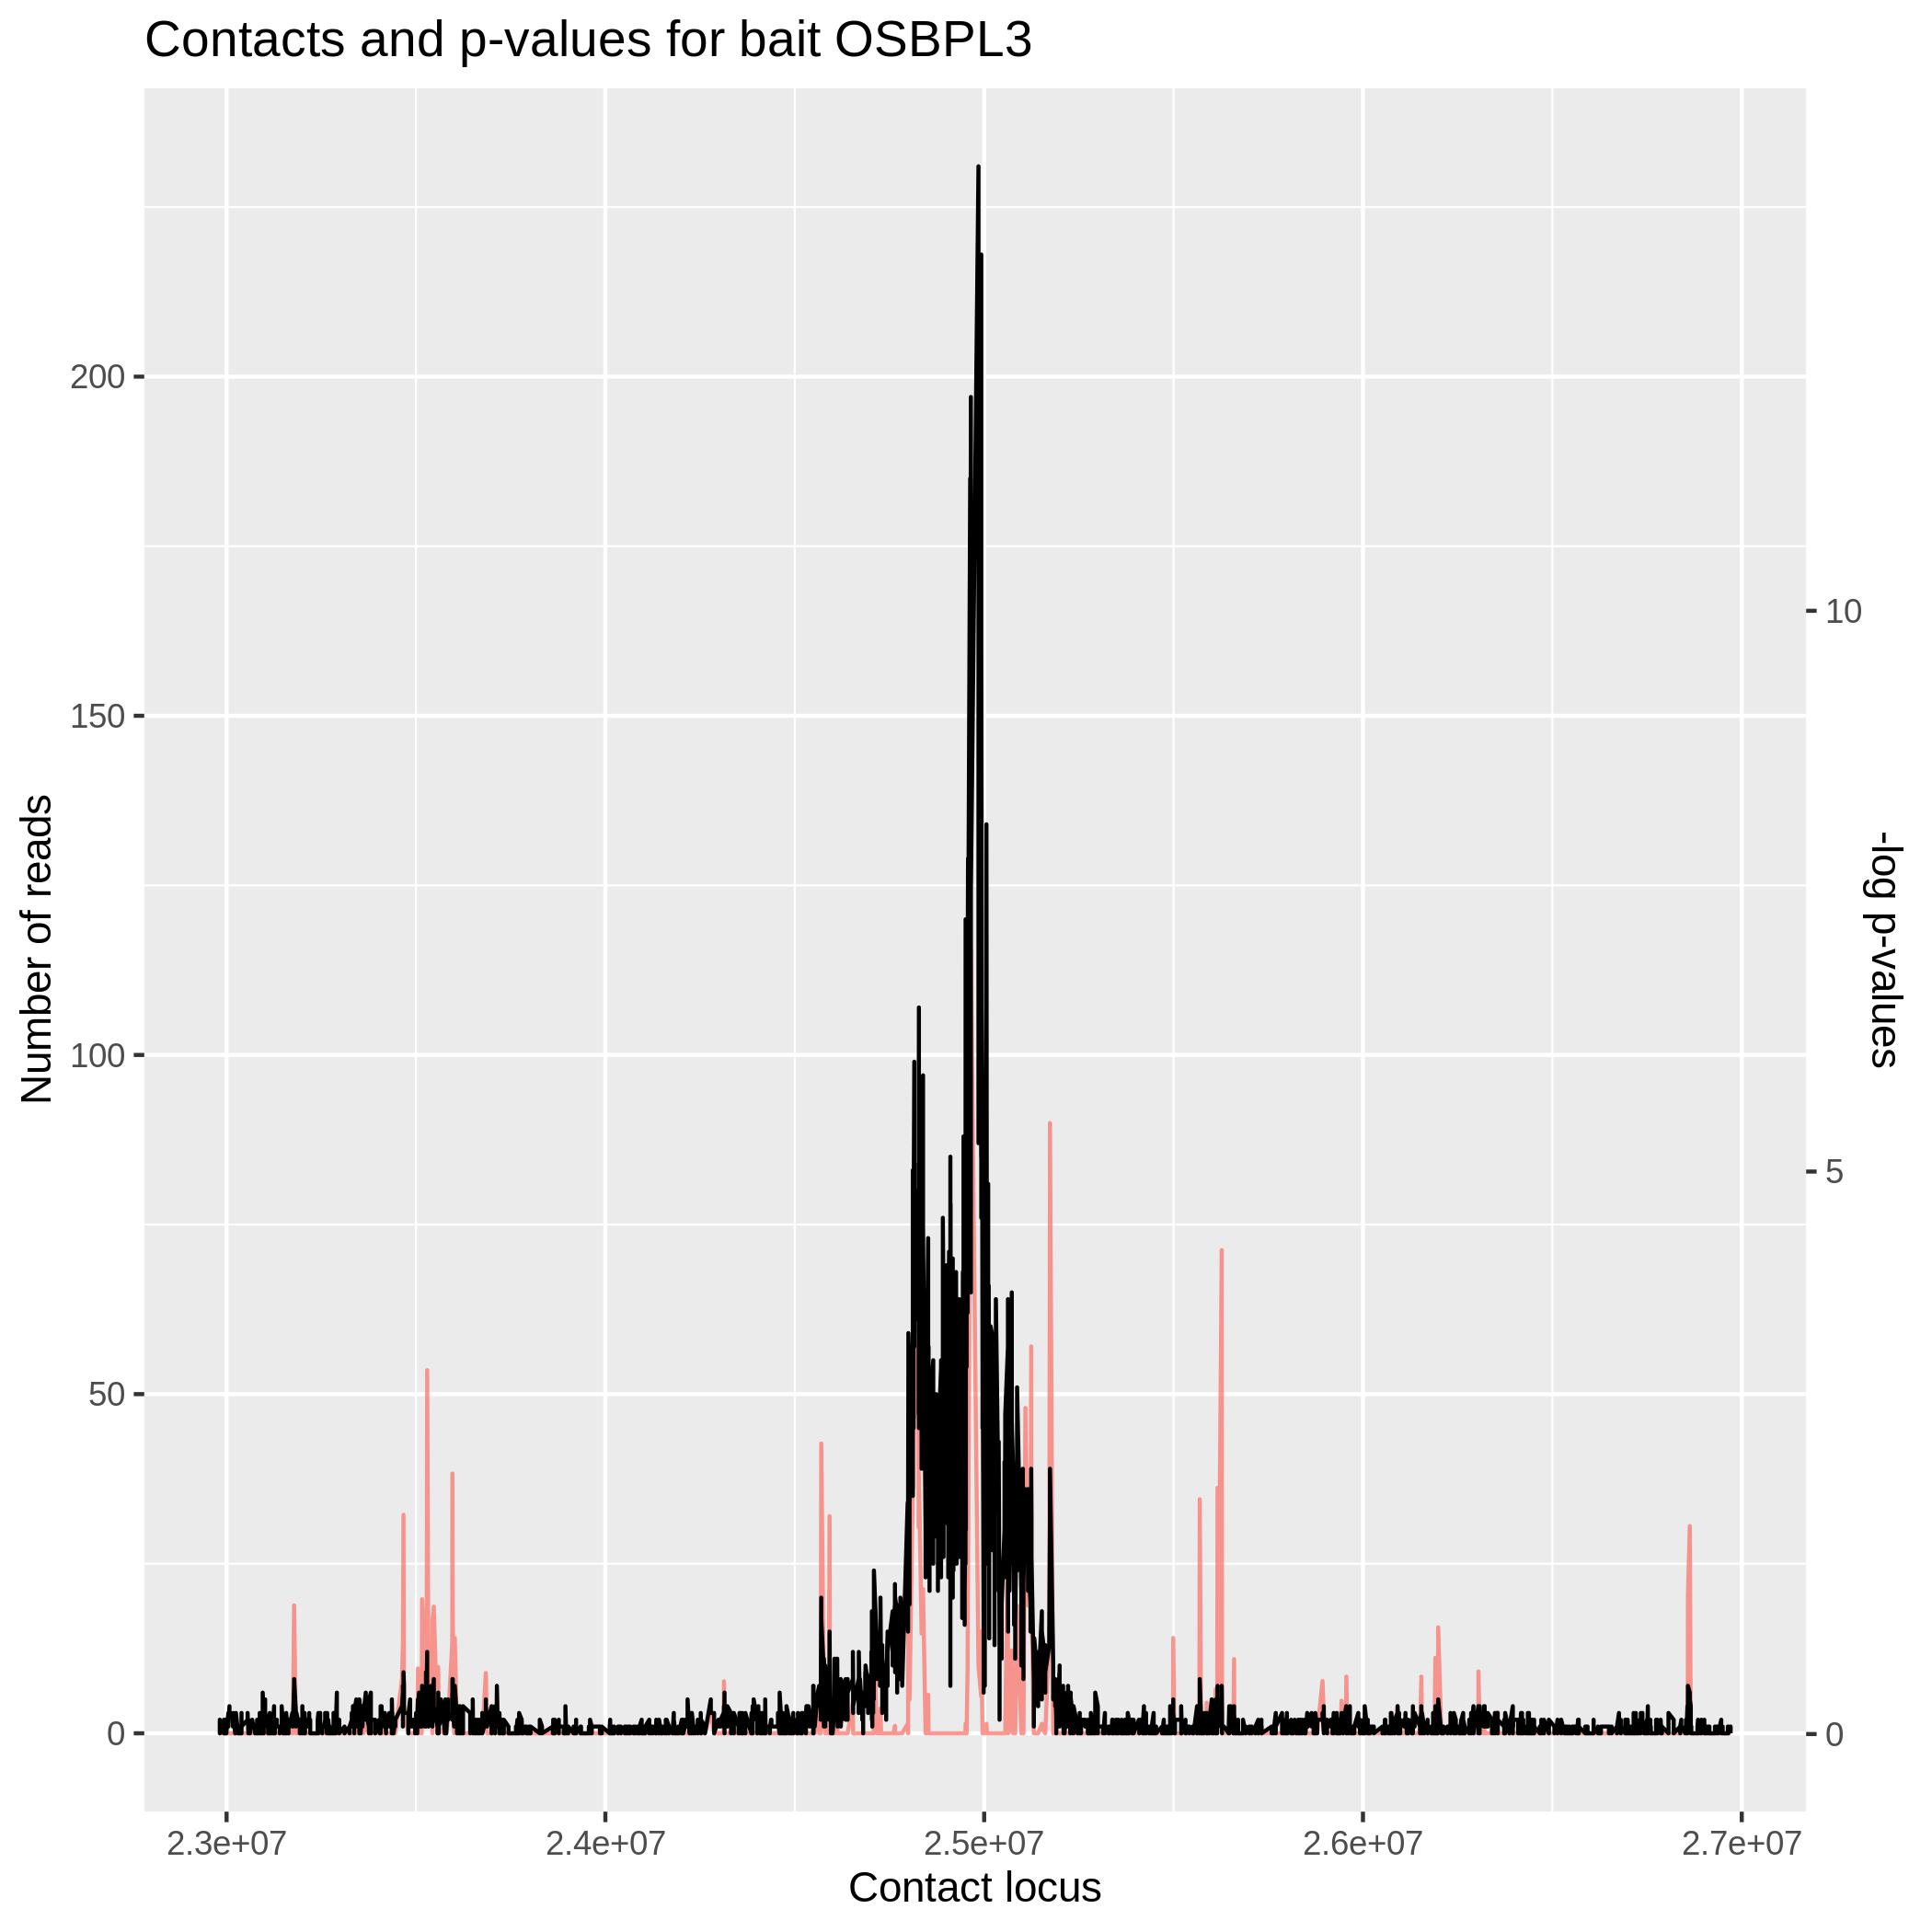 Contacts and p-values for bait OSBPL3
200
150
100
50
0
Number of reads
10
5
0
-log p-values
2.3e+07 2.4e+07 2.5e+07 2.6e+07 2.7e+07
Contact locus